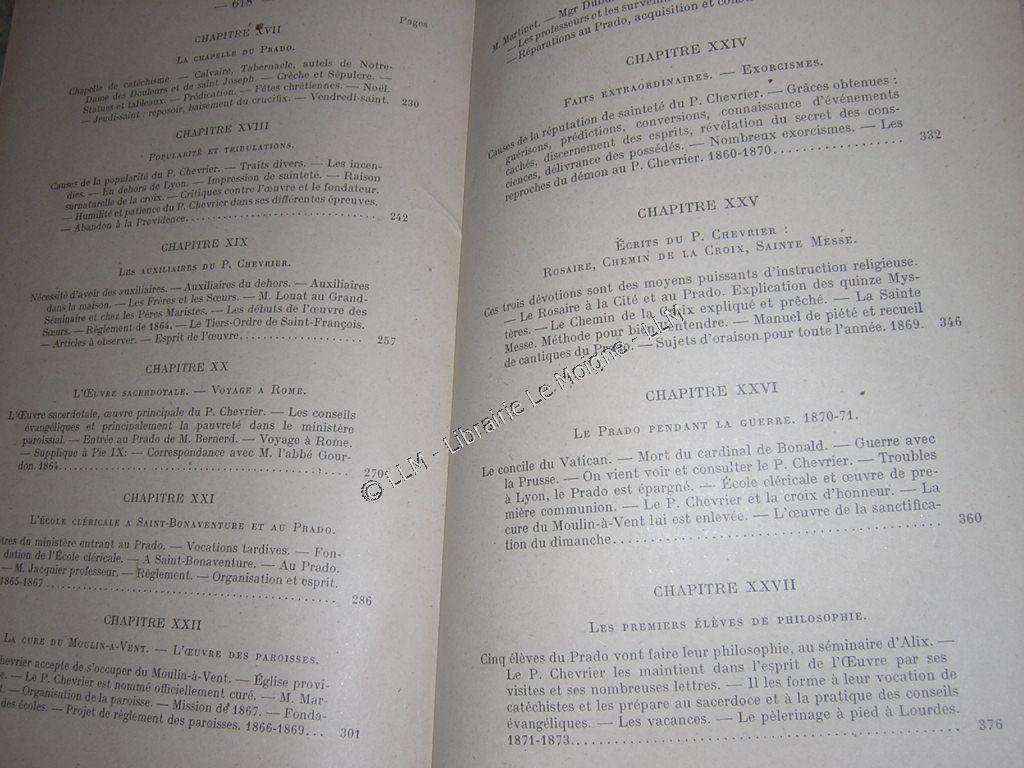 — 618 —
Pages
CHAPITRE XVII
LA CHAPELLE DU PRADO.
Chapelle de catéchisme. — Calvaire, Tabernacle, autels de Notre-
Dame des Douleurs et de saint Joseph. — Crèche et Sépulcre. —
Statues et tableaux. — Prédication. — Fêtes chrétiennes. — Noël.
— Jeudi-saint : reposoir, baisement du crucifix. — Vendredi-saint. 230
CHAPITRE XVIII
POPULARITÉ ET TRIBULATIONS.
Causes de la popularité du P. Chevrier. — Traits divers. — Les incen-
dies. — En dehors de Lyon. — Impression de sainteté. — Raison
surnaturelle de la croix. — Critiques contre l'œuvre et le fondateur.
— Humilité et patience du P. Chevrier dans ses différentes épreuves.
— Abandon à la Providence. 242
CHAPITRE XIX
LES AUXILIAIRES DU P. CHEVRIER.
Nécessité d'avoir des auxiliaires. — Auxiliaires du dehors. — Auxiliaires
dans la maison. — Les Frères et les Sœurs. — M. Louat au Grand-
Séminaire et chez les Pères Maristes. — Les débuts de l'œuvre des
Sœurs. — Règlement de 1864. — Le Tiers-Ordre de Saint-François.
— Articles à observer. — Esprit de l'œuvre. 257
CHAPITRE XX
L'ŒUVRE SACERDOTALE. — VOYAGE A ROME.
L'Œuvre sacerdotale, œuvre principale du P. Chevrier. — Les conseils
évangéliques et principalement la pauvreté dans le ministère
paroissial. — Entrée au Prado de M. Bernerd. — Voyage à Rome.
— Supplique à Pie IX: — Correspondance avec M. l'abbé Gour-
don. 1864. 270
CHAPITRE XXI
L'ÉCOLE CLÉRICALE A SAINT-BONAVENTURE ET AU PRADO.
du ministère entrant au Prado. — Vocations tardives. — Fon-
dation de l'École cléricale. — A Saint-Bonaventure. — Au Prado.
— M. Jacquier professeur. — Règlement. — Organisation et esprit.
1865-1867 286
CHAPITRE XXII
LA CURE DU MOULIN-A-VENT. — L'ŒUVRE DES PAROISSES.
accepte de s'occuper du Moulin-à-Vent. — Église provi-
— Le P. Chevrier est nommé officiellement curé. — M. Mar-
— Organisation de la paroisse. — Mission de 1867. — Fonda-
des écoles. — Projet de règlement des paroisses. 1866-1869... 301
M. Martinet. — Mgr
— Les professeurs et les
— Réparations au Prado, acquisition et
CHAPITRE XXIV
FAITS EXTRAORDINAIRES. — EXORCISMES.
Causes de la réputation de sainteté du P. Chevrier. — Grâces obtenues :
guérisons, prédictions, conversions, connaissance d'événements
cachés, discernement des esprits, révélation du secret des cons-
ciences, délivrance des possédés. — Nombreux exorcismes. — Les
reproches du démon au P. Chevrier. 1860-1870. 332
CHAPITRE XXV
ÉCRITS DU P. CHEVRIER :
ROSAIRE, CHEMIN DE LA CROIX, SAINTE MESSE.
Ces trois dévotions sont des moyens puissants d'instruction religieuse.
— Le Rosaire à la Cité et au Prado. Explication des quinze Mys-
tères. — Le Chemin de la Croix expliqué et prêché. — La Sainte
Messe. Méthode pour bien l'entendre. — Manuel de piété et recueil
de cantiques du Prado. — Sujets d'oraison pour toute l'année. 1869. 346
CHAPITRE XXVI
LE PRADO PENDANT LA GUERRE. 1870-71.
Le concile du Vatican. — Mort du cardinal de Bonald. — Guerre avec
la Prusse. — On vient voir et consulter le P. Chevrier. — Troubles
à Lyon, le Prado est épargné. — École cléricale et œuvre de pre-
mière communion. — Le P. Chevrier et la croix d'honneur. — La
cure du Moulin-à-Vent lui est enlevée. — L'œuvre de la sanctifica-
tion du dimanche. 360
CHAPITRE XXVII
LES PREMIERS ÉLÈVES DE PHILOSOPHIE.
Cinq élèves du Prado vont faire leur philosophie, au séminaire d'Alix. —
Le P. Chevrier les maintient dans l'esprit de l'Œuvre par ses
visites et ses nombreuses lettres. — Il les forme à leur vocation de
catéchistes et les prépare au sacerdoce et à la pratique des conseils
évangéliques. — Les vacances. — Le pèlerinage à pied à Lourdes.
1871-1873. 376
© LLM - Librairie Le Moigne - LLM